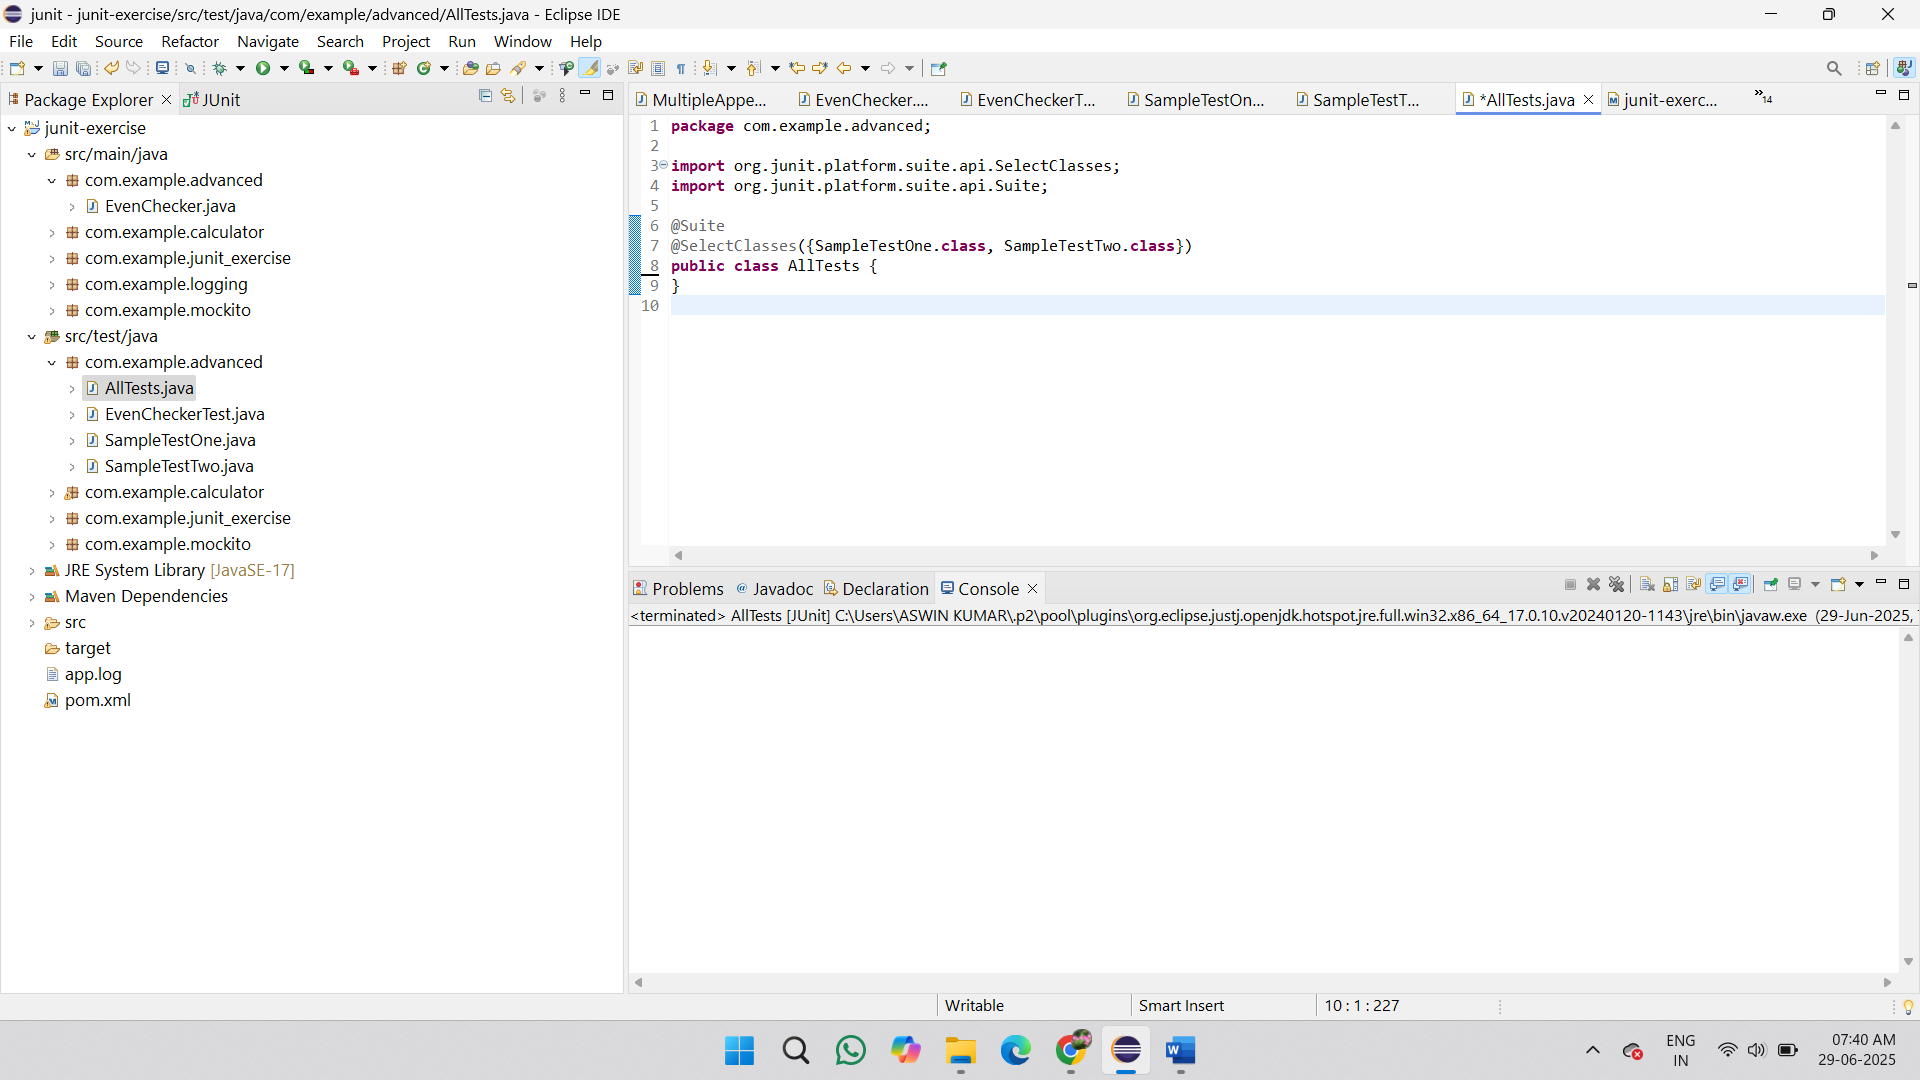 junit - junit-exercise/src/test/java/com/example/advanced/AllTests.java - Eclipse IDE
File Edit Source Refactor Navigate Search Project Run Window Help
Package Explorer
JUnit
junit-exercise
src/main/java
com.example.advanced
EvenChecker.java
com.example.calculator
com.example.junit_exercise
com.example.logging
com.example.mockito
src/test/java
com.example.advanced
AllTests.java
EvenCheckerTest.java
SampleTestOne.java
SampleTestTwo.java
com.example.calculator
com.example.junit_exercise
com.example.mockito
JRE System Library [JavaSE-17]
Maven Dependencies
src
target
app.log
pom.xml
MultipleAppe... EvenChecker.... EvenCheckerT... SampleTestOn... SampleTestT... *AllTests.java junit-exerc... »14
1 package com.example.advanced;
2
3 import org.junit.platform.suite.api.SelectClasses;
4 import org.junit.platform.suite.api.Suite;
5
6 @Suite
7 @SelectClasses({SampleTestOne.class, SampleTestTwo.class})
8 public class AllTests {
9 }
10
Problems @ Javadoc Declaration Console
<terminated> AllTests [JUnit] C:\Users\ASWIN KUMAR\.p2\pool\plugins\org.eclipse.justj.openjdk.hotspot.jre.full.win32.x86_64_17.0.10.v20240120-1143\jre\bin\javaw.exe (29-Jun-2025,
Writable Smart Insert 10 : 1 : 227
ENG
IN
07:40 AM
29-06-2025